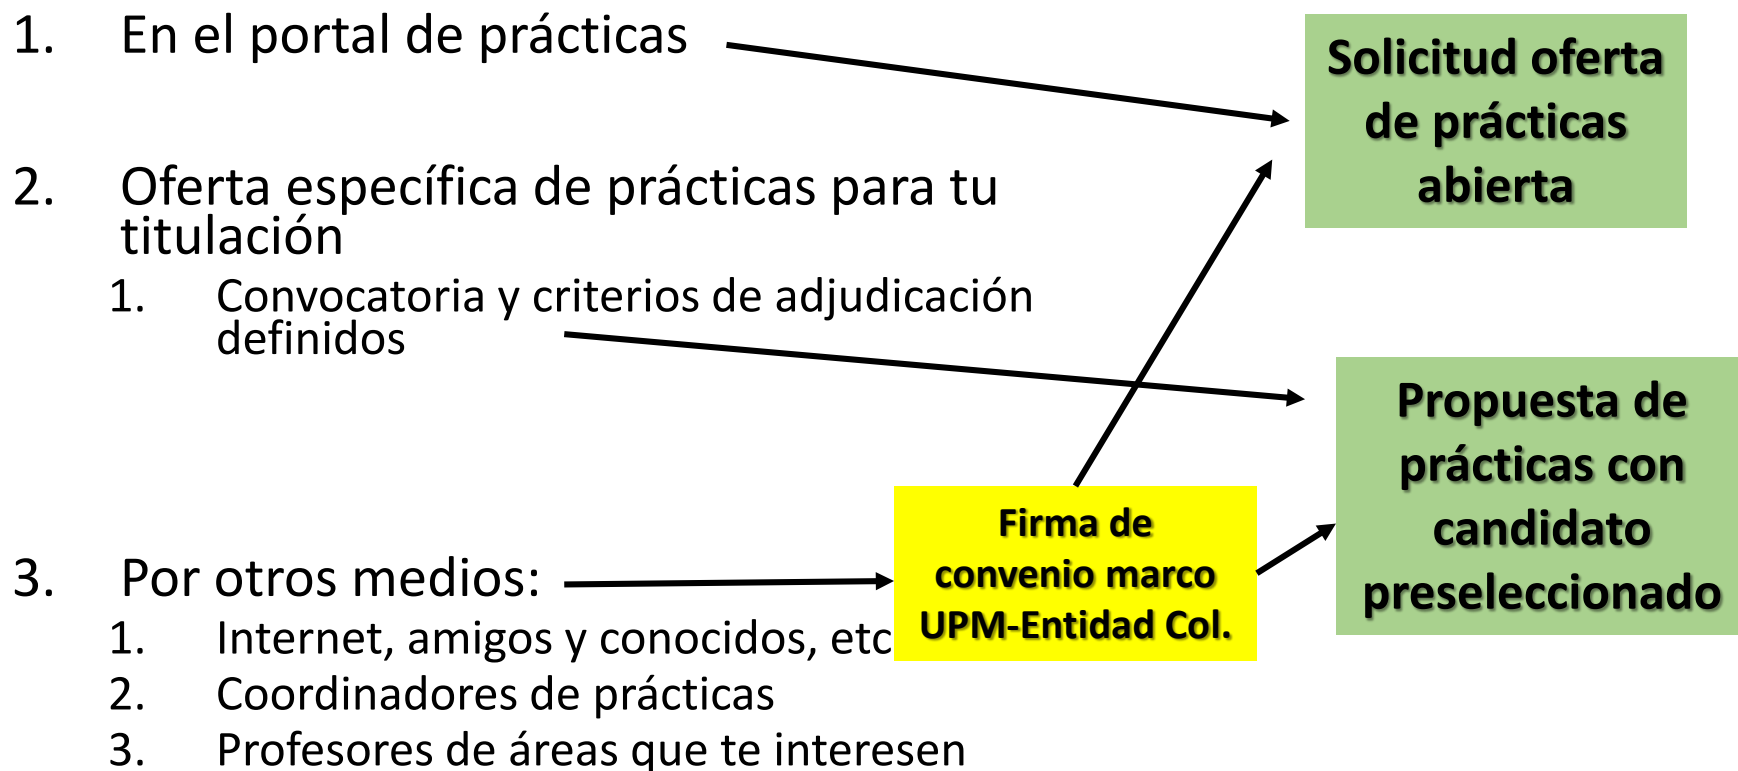 1. En el portal de prácticas
2. Oferta específica de prácticas para tu
titulación
1. Convocatoria y criterios de adjudicación
definidos
3. Por otros medios:
1. Internet, amigos y conocidos, etc
2. Coordinadores de prácticas
3. Profesores de áreas que te interesen
Solicitud oferta
de prácticas
abierta
Propuesta de
prácticas con
candidato
preseleccionado
Firma de
convenio marco
UPM-Entidad Col.